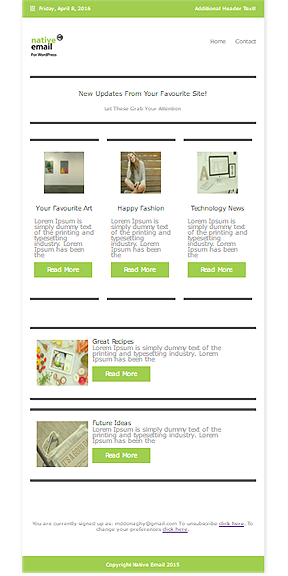 Friday, April 8, 2016 Additional Header Text!
native
email
For WordPress
Home Contact
New Updates From Your Favourite Site!
Let These Grab Your Attention
Your Favourite Art Happy Fashion Technology News
Lorem Ipsum is Lorem Ipsum is Lorem Ipsum is
simply dummy text simply dummy text simply dummy text
of the printing and of the printing and of the printing and
typesetting typesetting typesetting
industry. Lorem industry. Lorem industry. Lorem
Ipsum has been Ipsum has been Ipsum has been
the the the
Read More Read More Read More
Great Recipes
Lorem Ipsum is simply dummy text of the
printing and typesetting industry. Lorem
Ipsum has been the
Read More
Future Ideas
Lorem Ipsum is simply dummy text of the
printing and typesetting industry. Lorem
Ipsum has been the
Read More
You are currently signed up as: mddonaghy@gmail.com To unsubscribe click here. To
change your preferences click here.
Copyright Native Email 2015